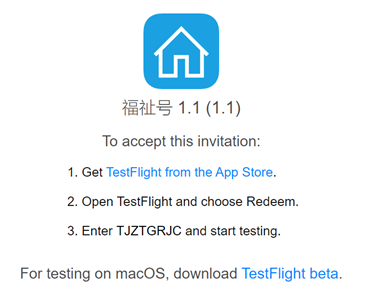 福祉号 1.1 (1.1)
To accept this invitation:
1. Get TestFlight from the App Store.
2. Open TestFlight and choose Redeem.
3. Enter TJZTGRJC and start testing.
For testing on macOS, download TestFlight beta.